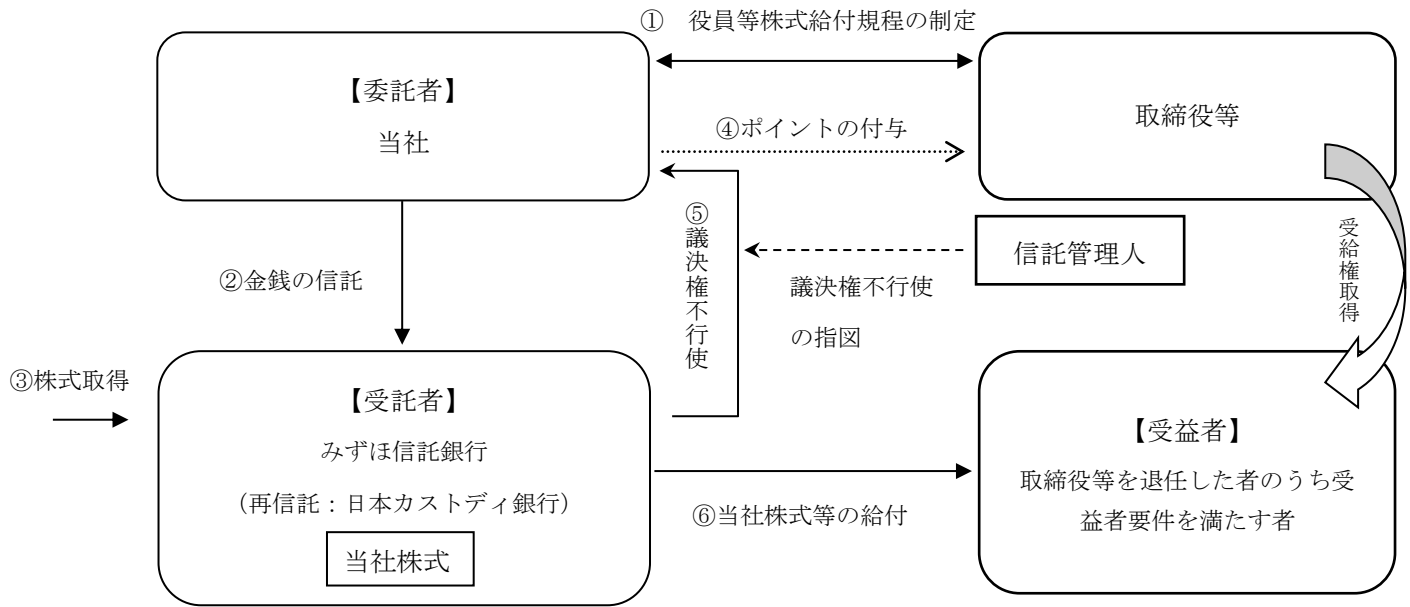 ① 役員等株式給付規程の制定
【委託者】
当社
取締役等
④ポイントの付与
⑤議決権不行使
信託管理人
受給権取得
②金銭の信託
議決権不行使
の指図
③株式取得
【受託者】
みずほ信託銀行
(再信託:日本カストディ銀行)
当社株式
⑥当社株式等の給付
【受益者】
取締役等を退任した者のうち受
益者要件を満たす者